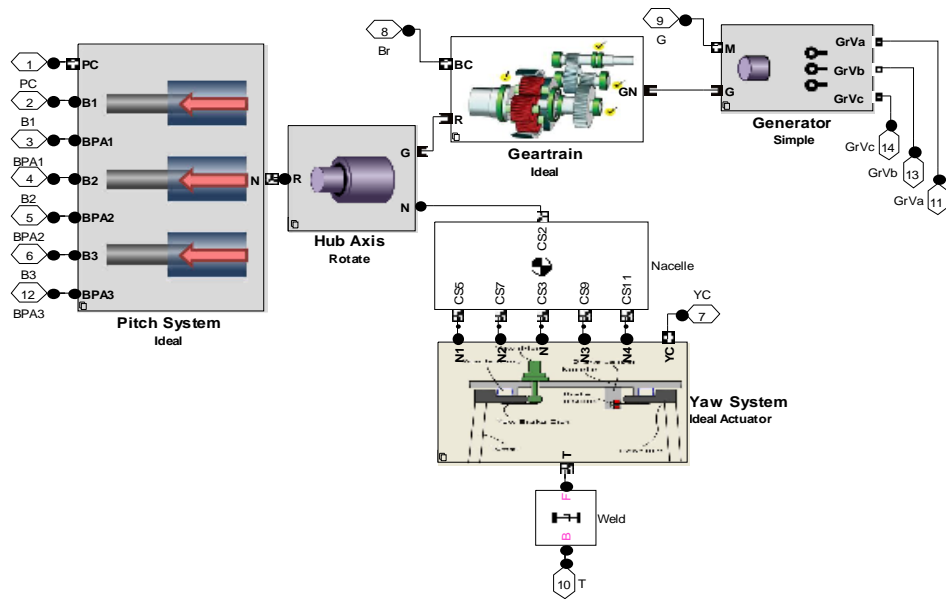 1
PC
PC
2
B1
B1
3
BPA1
BPA1
4
B2
B2
5
BPA2
BPA2
6
B3
B3
12
BPA3
BPA3
N
Pitch System
Ideal
R
G
N
Hub Axis
Rotate
8
Br
BC
R
GN
Geartrain
Ideal
9
G
M
G
GrVa
GrVb
GrVc
Generator
Simple
GrVc
14
GrVb
13
GrVa
11
CS2
Nacelle
CS5
CS7
CS3
CS9
CS11
YC
7
N1
N2
N
N3
N4
YC
Yaw System
Ideal Actuator
T
F
Weld
B
10
T